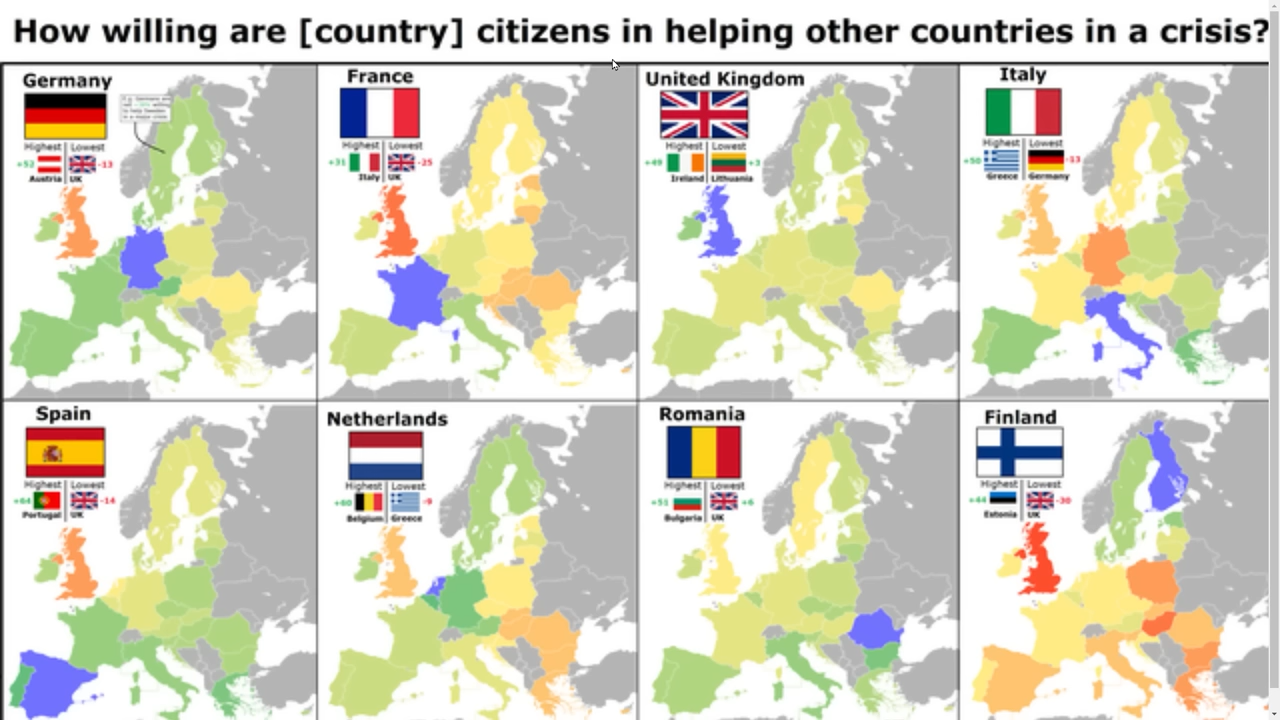 How willing are [country] citizens in helping other countries in a crisis?
Germany
Highest Lowest
+52 -13
Austria UK
France
Highest Lowest
+31 -25
Italy UK
United Kingdom
Highest Lowest
+49 +3
Ireland Lithuania
Italy
Highest Lowest
+50 -13
Greece Germany
Spain
Highest Lowest
+64 -14
Portugal UK
Netherlands
Highest Lowest
+60 -9
Belgium Greece
Romania
Highest Lowest
+51 +6
Bulgaria UK
Finland
Highest Lowest
+44 -30
Estonia UK